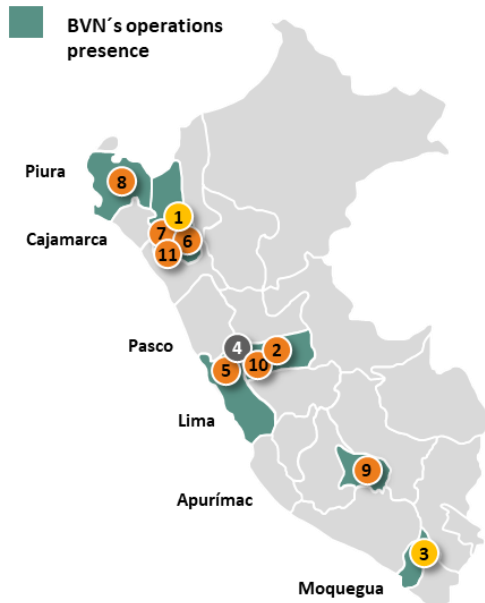 BVN´s operations
presence
Piura
8
1
Cajamarca
7
6
11
Pasco
4
2
5
10
Lima
9
Apurímac
3
Moquegua